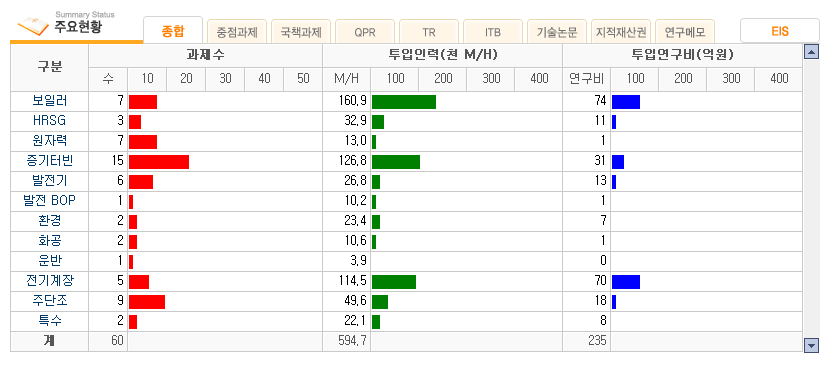 Summary Status
주요현황
종합 중점과제 국책과제 QPR TR ITB 기술논문 지적재산권 연구메모 EIS
구분 과제수 투입인력(천 M/H) 투입연구비(억원)
수 10 20 30 40 50 M/H 100 200 300 400 연구비 100 200 300 400
보일러 7 160,9 74
HRSG 3 32,9 11
원자력 7 13,0 1
증기터빈 15 126,8 31
발전기 6 26,8 13
발전 BOP 1 10,2 1
환경 2 23,4 7
화공 2 10,6 1
운반 1 3,9 0
전기계장 5 114,5 70
주단조 9 49,6 18
특수 2 22,1 8
계 60 594,7 235